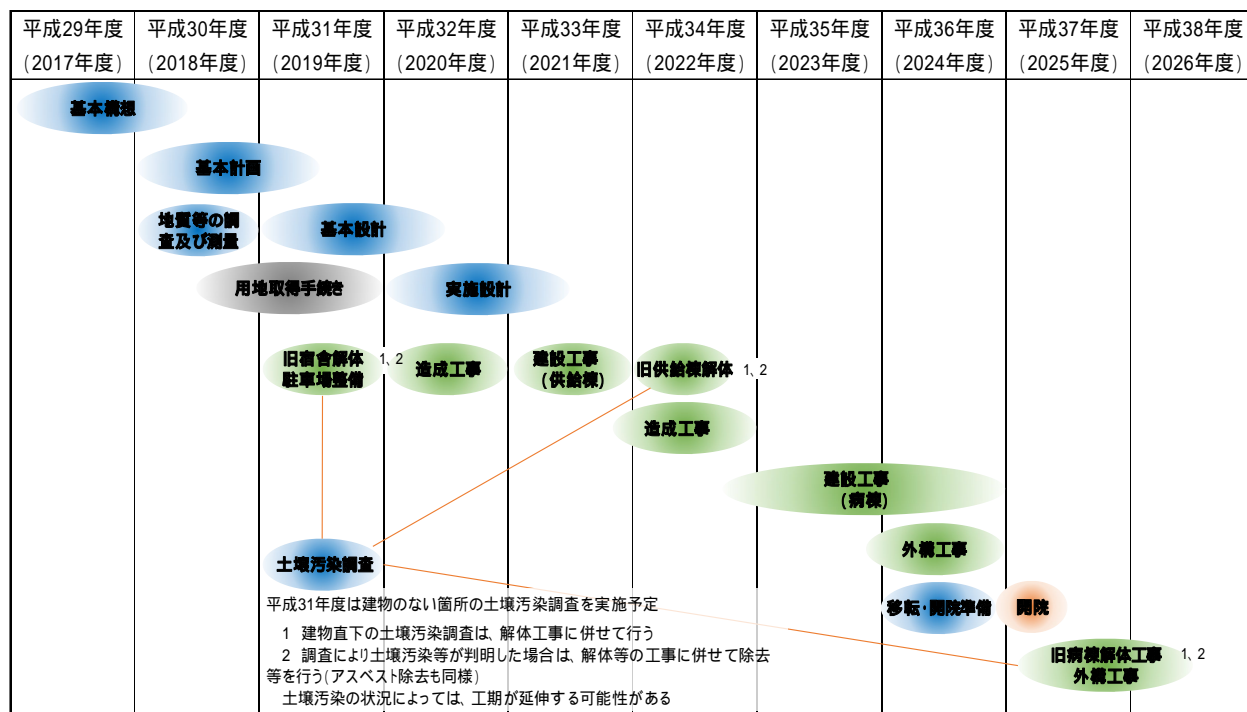 平成29年度
平成30年度
平成31年度
平成32年度
平成33年度
平成34年度
平成35年度
平成36年度
平成37年度
平成38年度
(2017年度)
(2018年度)
(2019年度)
(2020年度)
(2021年度)
(2022年度)
(2023年度)
(2024年度)
(2025年度)
(2026年度)
基本構想
基本計画
地質等の調
査及び測量
基本設計
用地取得手続き
実施設計
旧宿舎解体
駐車場整備
1、2
造成工事
建設工事
(供給棟)
旧供給棟解体
1、2
造成工事
建設工事
(病棟)
外構工事
土壌汚染調査
移転・開院準備
開院
平成31年度は建物のない箇所の土壌汚染調査を実施予定
1 建物直下の土壌汚染調査は、解体工事に併せて行う
2 調査により土壌汚染等が判明した場合は、解体等の工事に併せて除去
等を行う(アスベスト除去も同様)
土壌汚染の状況によっては、工期が延伸する可能性がある
旧病棟解体工事
外構工事
1、2